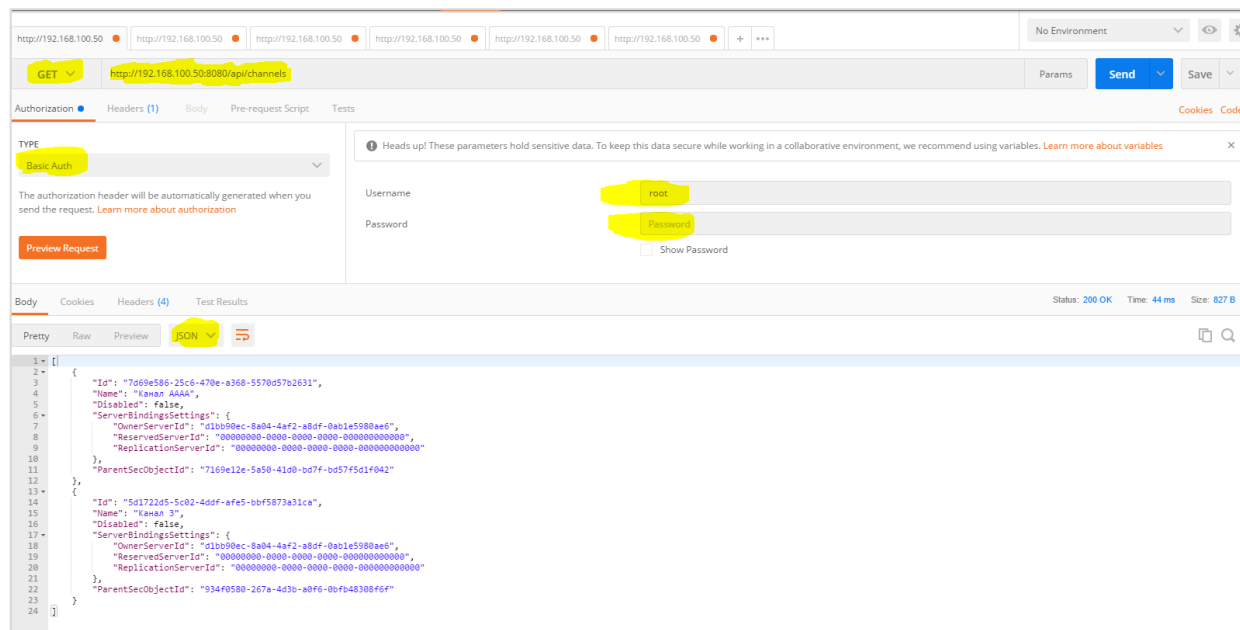 http://192.168.100.50 http://192.168.100.50 http://192.168.100.50 http://192.168.100.50 http://192.168.100.50 http://192.168.100.50 + ••• No Environment
GET http://192.168.100.50:8080/api/channels Params Send Save
Authorization Headers (1) Body Pre-request Script Tests Cookies Code
TYPE
Basic Auth
The authorization header will be automatically generated when you
send the request. Learn more about authorization
Preview Request
Heads up! These parameters hold sensitive data. To keep this data secure while working in a collaborative environment, we recommend using variables. Learn more about variables
Username root
Password Password
Show Password
Body Cookies Headers (4) Test Results Status: 200 OK Time: 44 ms Size: 827 B
Pretty Raw Preview JSON
1 [
2 {
3 "Id": "7d69e586-25c6-470e-a368-5570d57b2631",
4 "Name": "Канал АААА",
5 "Disabled": false,
6 "ServerBindingsSettings": {
7 "OwnerServerId": "d1bb90ec-8a04-4af2-a8df-0ab1e5980ae6",
8 "ReservedServerId": "00000000-0000-0000-0000-000000000000",
9 "ReplicationServerId": "00000000-0000-0000-0000-000000000000"
10 },
11 "ParentSecObjectId": "7169e12e-5a50-41d0-bd7f-bd57f5d1f042"
12 },
13 {
14 "Id": "5d1722d5-5c02-4ddf-afe5-bbf5873a31ca",
15 "Name": "Канал 3",
16 "Disabled": false,
17 "ServerBindingsSettings": {
18 "OwnerServerId": "d1bb90ec-8a04-4af2-a8df-0ab1e5980ae6",
19 "ReservedServerId": "00000000-0000-0000-0000-000000000000",
20 "ReplicationServerId": "00000000-0000-0000-0000-000000000000"
21 },
22 "ParentSecObjectId": "934f0580-267a-4d3b-a0f6-0bfb48308f6f"
23 }
24 ]